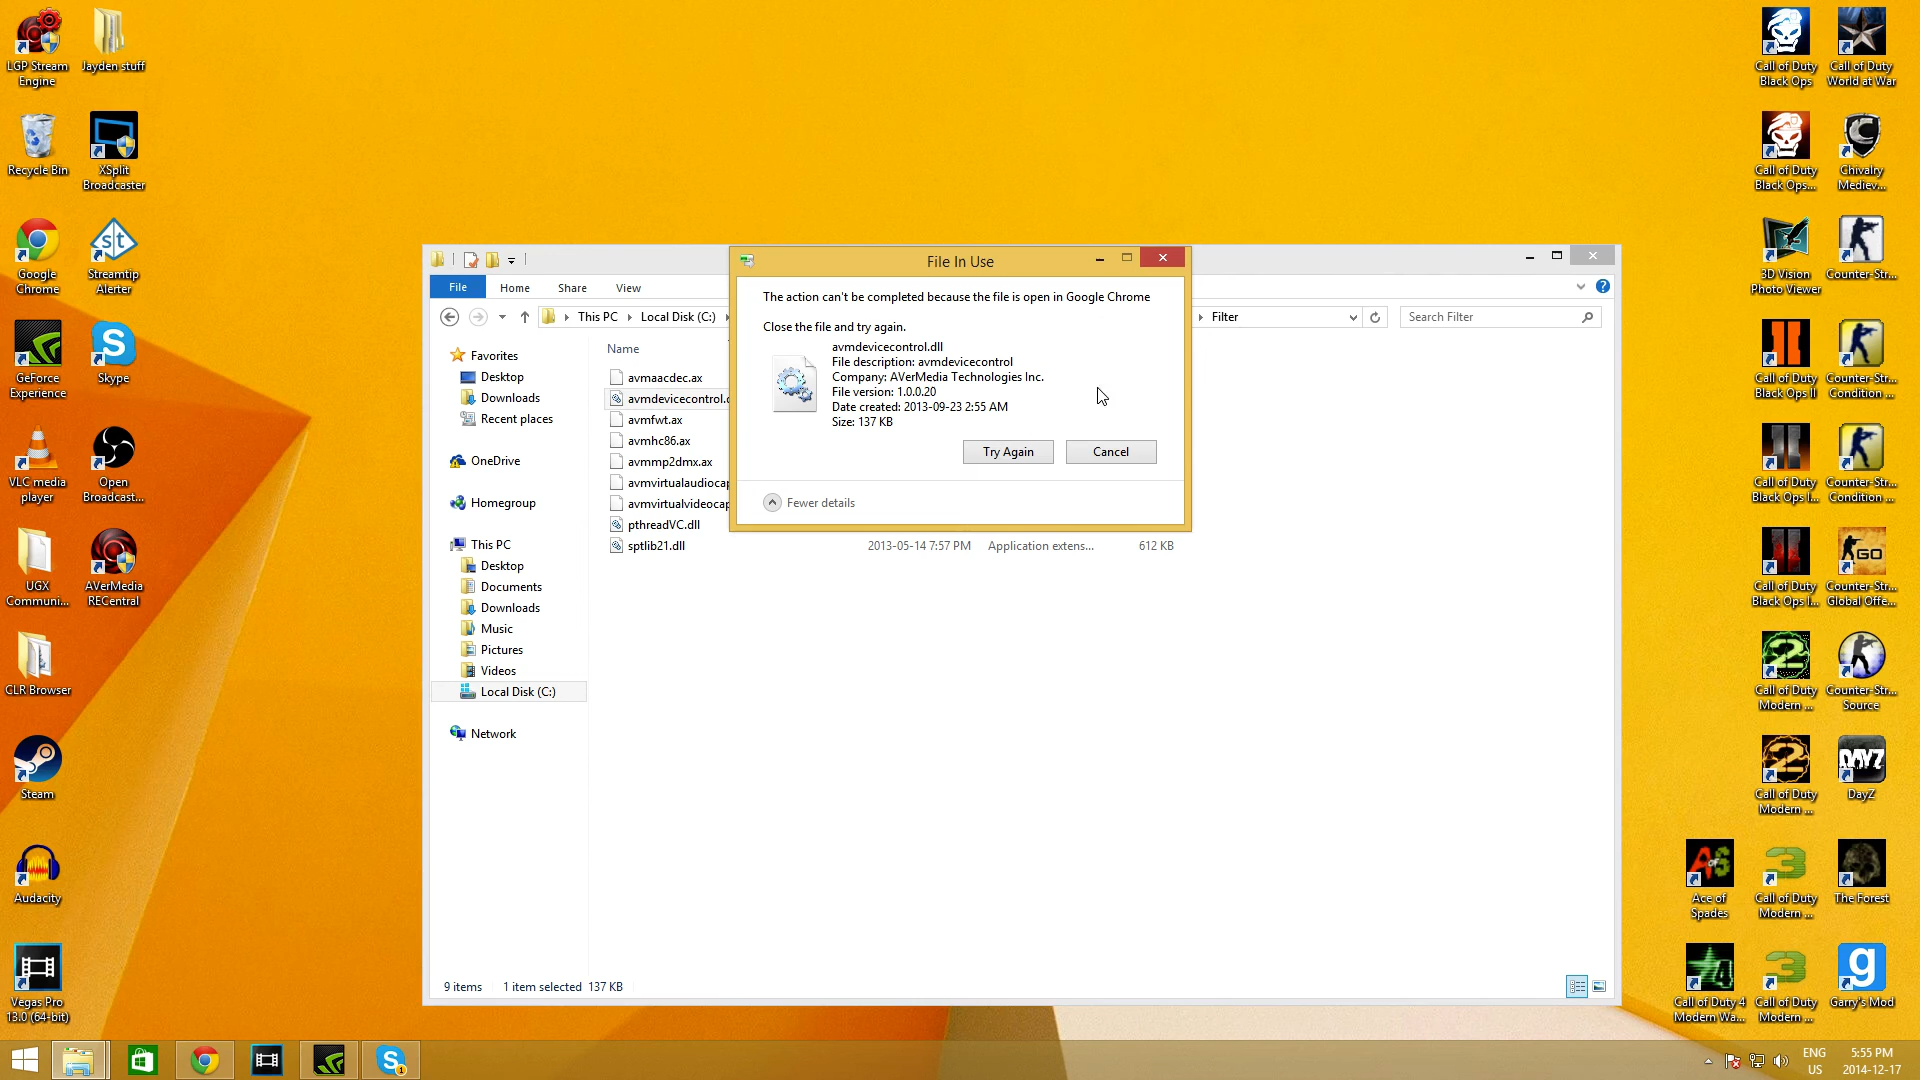 LGP Stream
Engine
Jayden stuff
Recycle Bin
XSplit
Broadcaster
Google
Chrome
Streamtip
Alerter
GeForce
Experience
Skype
VLC media
player
Open
Broadcast...
UGX
Communi...
AVerMedia
RECentral
CLR Browser
Steam
Audacity
Vegas Pro
13.0 (64-bit)
File
Home
Share
View
This PC
Local Disk (C:)
Filter
Search Filter
Favorites
Desktop
Downloads
Recent places
OneDrive
Homegroup
This PC
Desktop
Documents
Downloads
Music
Pictures
Videos
Local Disk (C:)
Network
Name
avmaacdec.ax
avmdevicecontrol.d
avmfwt.ax
avmhc86.ax
avmmp2dmx.ax
avmvirtualaudiocap
avmvirtualvideocap
pthreadVC.dll
sptlib21.dll 2013-05-14 7:57 PM Application extens... 612 KB
9 items 1 item selected 137 KB
File In Use
The action can't be completed because the file is open in Google Chrome
Close the file and try again.
avmdevicecontrol.dll
File description: avmdevicecontrol
Company: AVerMedia Technologies Inc.
File version: 1.0.0.20
Date created: 2013-09-23 2:55 AM
Size: 137 KB
Try Again
Cancel
Fewer details
Call of Duty
Black Ops
Call of Duty
World at War
Call of Duty
Black Ops...
Chivalry
Mediev...
3D Vision
Photo Viewer
Counter-Str...
Call of Duty
Black Ops II
Counter-Str...
Condition ...
Call of Duty
Black Ops I...
Counter-Str...
Condition ...
Call of Duty
Black Ops I...
Counter-Str...
Global Offe...
Call of Duty
Modern ...
Counter-Str...
Source
Call of Duty
Modern ...
DayZ
Ace of
Spades
Call of Duty
Modern ...
The Forest
Call of Duty 4
Modern Wa...
Call of Duty
Modern ...
Garry's Mod
ENG
US
5:55 PM
2014-12-17